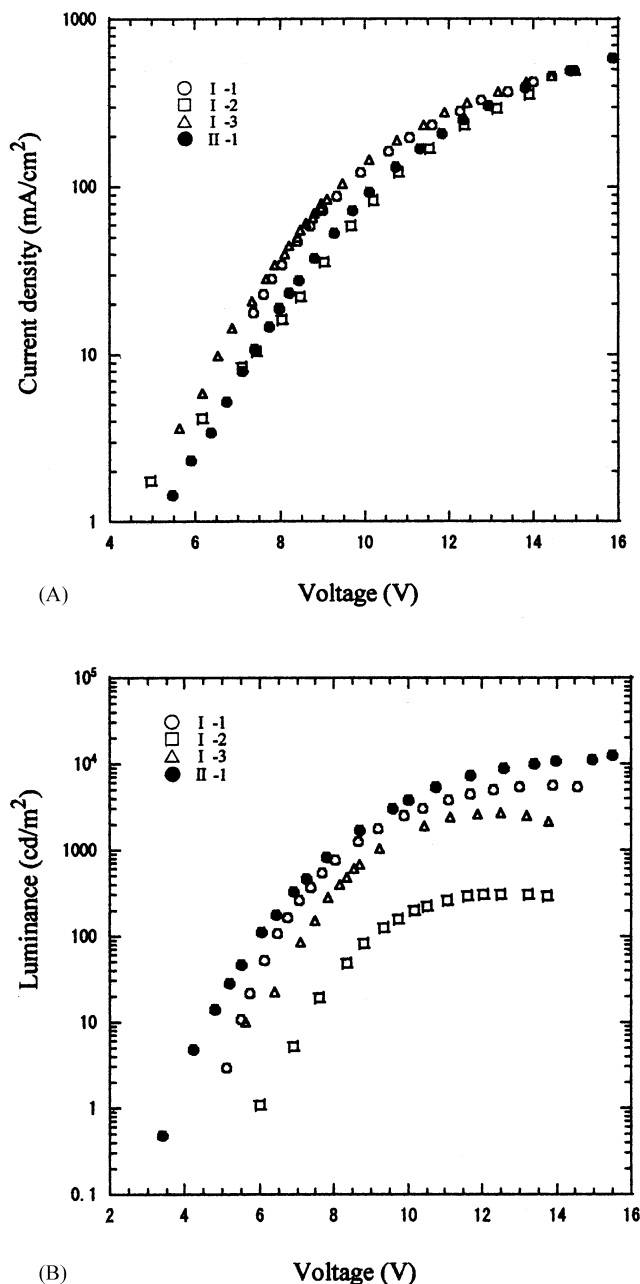 1000
100
10
1
Current density (mA/cm²)
I -1
I -2
I -3
II -1
4 6 8 10 12 14 16
Voltage (V)
(A)
10⁵
10⁴
1000
100
10
1
0.1
Luminance (cd/m²)
I -1
I -2
I -3
II -1
2 4 6 8 10 12 14 16
Voltage (V)
(B)